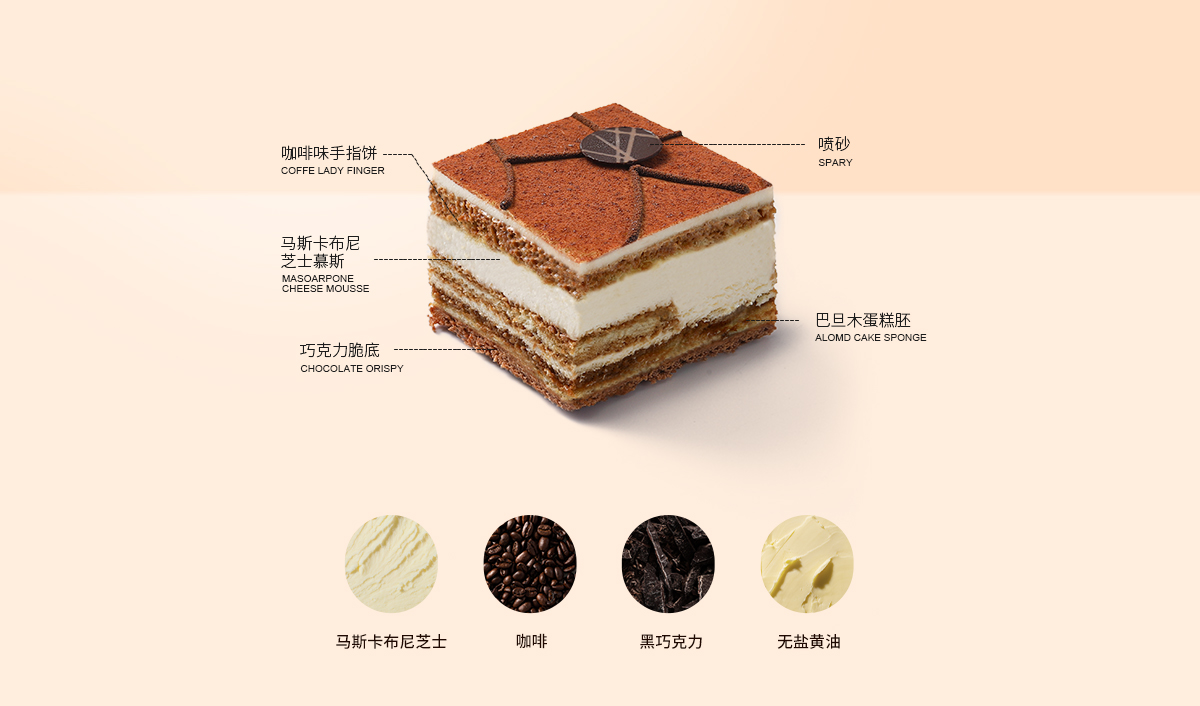 咖啡味手指饼
COFFE LADY FINGER
喷砂
SPARY
马斯卡布尼
芝士慕斯
MASOARPONE
CHEESE MOUSSE
巴旦木蛋糕胚
ALOMD CAKE SPONGE
巧克力脆底
CHOCOLATE ORISPY
马斯卡布尼芝士
咖啡
黑巧克力
无盐黄油